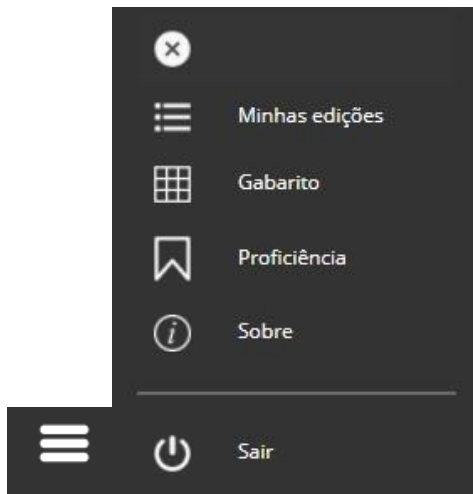 Minhas edições
Gabarito
Proficiência
Sobre
Sair